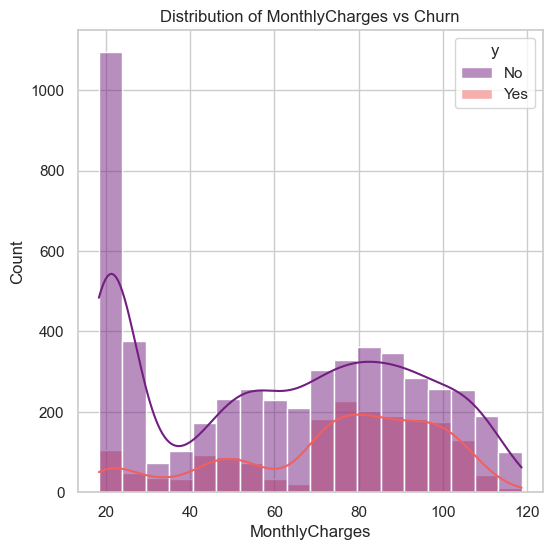 Distribution of MonthlyCharges vs Churn
y
No
Yes
Count
1000
800
600
400
200
0
20 40 60 80 100 120
MonthlyCharges